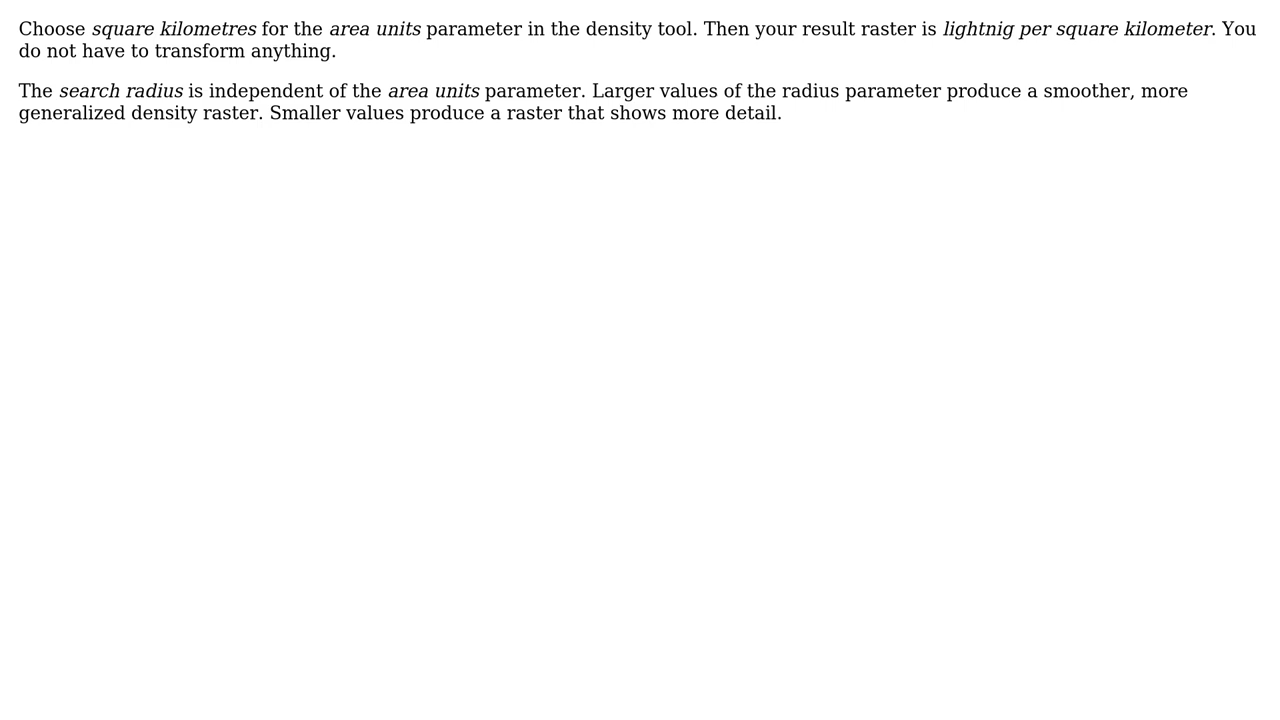 Choose square kilometres for the area units parameter in the density tool. Then your result raster is lightnig per square kilometer. You
do not have to transform anything.
The search radius is independent of the area units parameter. Larger values of the radius parameter produce a smoother, more
generalized density raster. Smaller values produce a raster that shows more detail.